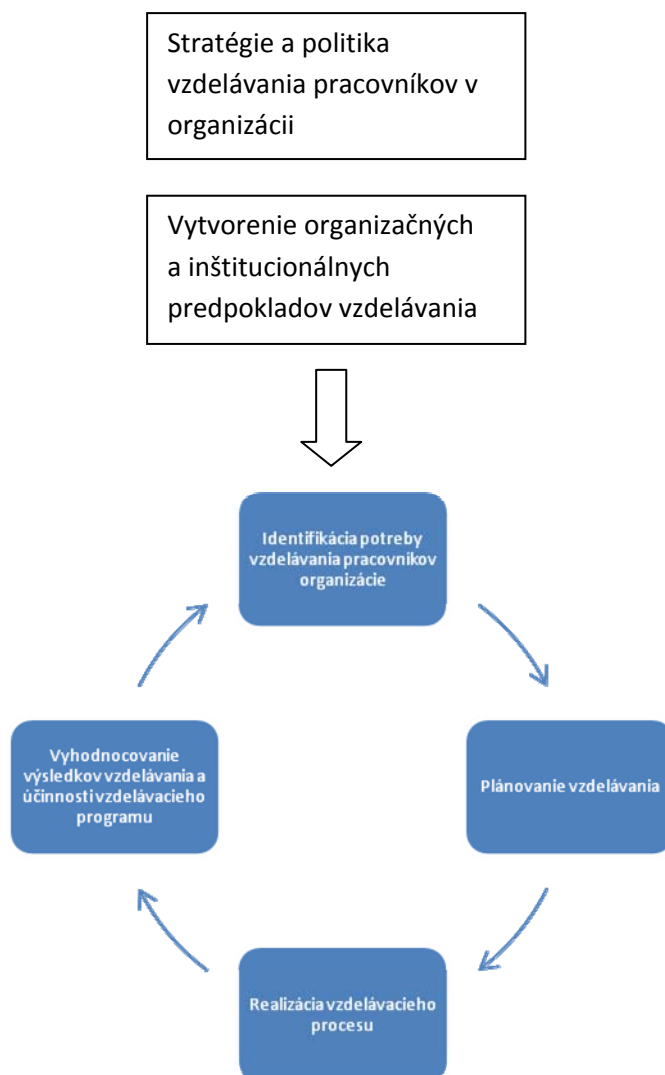 Stratégie a politika
vzdelávania pracovníkov v
organizácii
Vytvorenie organizačných
a inštitucionálnych
predpokladov vzdelávania
Identifikácia potreby
vzdelávania pracovníkov
organizácie
Plánovanie vzdelávania
Realizácia vzdelávacieho
procesu
Vyhodnocovanie
výsledkov vzdelávania a
účinnosti vzdelávacieho
programu